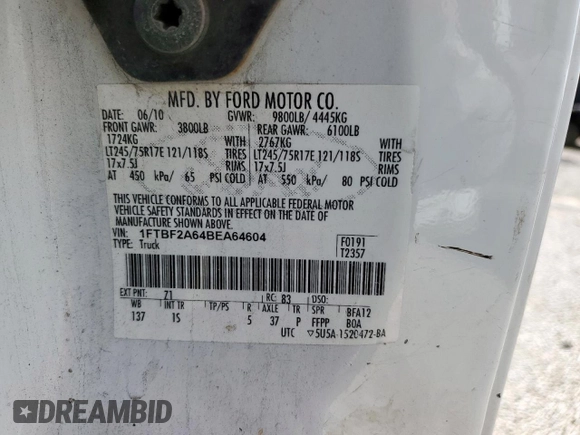 MFD. BY FORD MOTOR CO.
DATE: 06/10 GVWR: 9800LB/ 4445KG
FRONT GAWR: 3800LB REAR GAWR: 6100LB
1724KG WITH 2767KG WITH
LT245/75R17E 121/118S TIRES LT245/75R17E 121/118S TIRES
17x7.5J RIMS 17x7.5J RIMS
AT 450 kPa/ 65 PSI COLD AT 550 kPa/ 80 PSI COLD
THIS VEHICLE CONFORMS TO ALL APPLICABLE FEDERAL MOTOR
VEHICLE SAFETY STANDARDS IN EFFECT ON THE DATE OF
MANUFACTURE SHOWN ABOVE.
VIN: 1FTBF2A64BEA64604
TYPE: Truck
F0191
T2357
EXT PNT: Z1 RC: 83 DSO:
WB INT TR TP/PS R AXLE TR SPR BFA12
137 IS 5 37 P FFPP BOA
UTC ▽5U5A-1520472-BA
DREAMBID